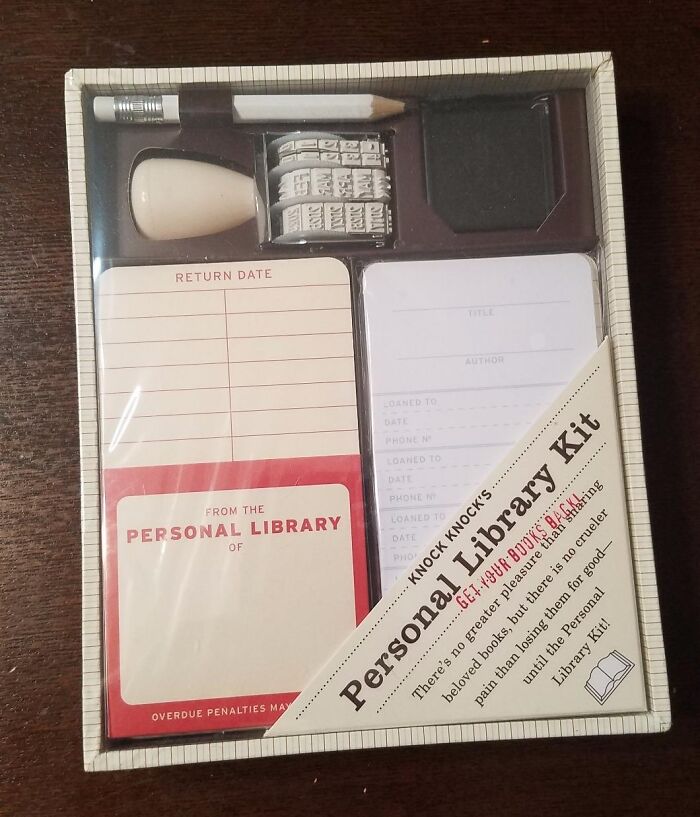 MAR APR MAY
RETURN DATE
FROM THE
PERSONAL LIBRARY
OF
OVERDUE PENALTIES MAY
TITLE
AUTHOR
LOANED TO
DATE
PHONE Nº
LOANED TO
DATE
PHONE Nº
LOANED TO
DATE
KNOCK KNOCK'S
Personal Library Kit
GET YOUR BOOKS BACK!
There's no greater pleasure than sharing
beloved books, but there is no crueler
pain than losing them for good—
until the Personal
Library Kit!